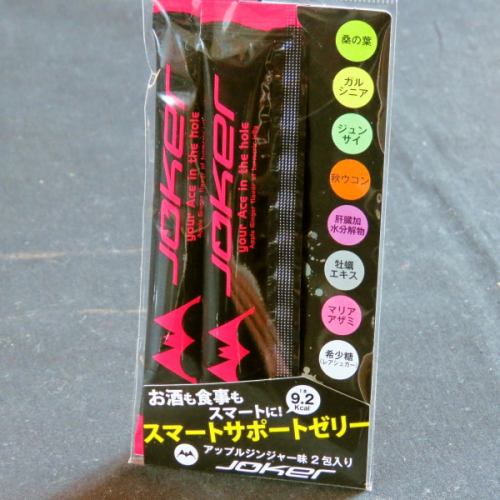 JOKER
your Ace in the hole
JOKER
your Ace in the hole
桑の葉
ガル
シニア
ジュン
サイ
秋ウコン
肝臓加
水分解物
牡蠣
エキス
マリア
アザミ
希少糖
(レアシュガー)
お酒も食事も
スマートに!
9.2
Kcal
スマートサポートゼリー
アップルジンジャー味 2包入り
JOKER